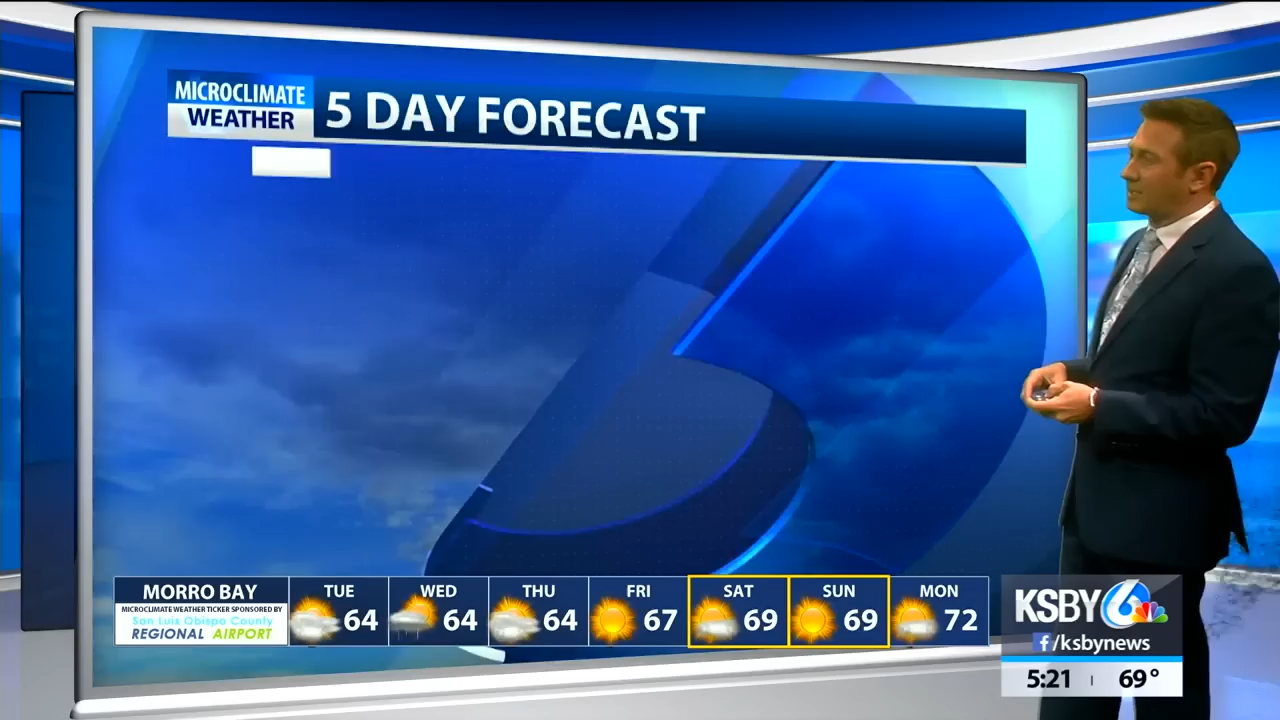 MICROCLIMATE
WEATHER
5 DAY FORECAST
MORRO BAY
MICROCLIMATE WEATHER TICKER SPONSORED BY
San Luis Obispo County
REGIONAL AIRPORT
TUE
64
WED
64
THU
64
FRI
67
SAT
69
SUN
69
MON
72
KSBY 6
f/ksbynews
5:21 69°